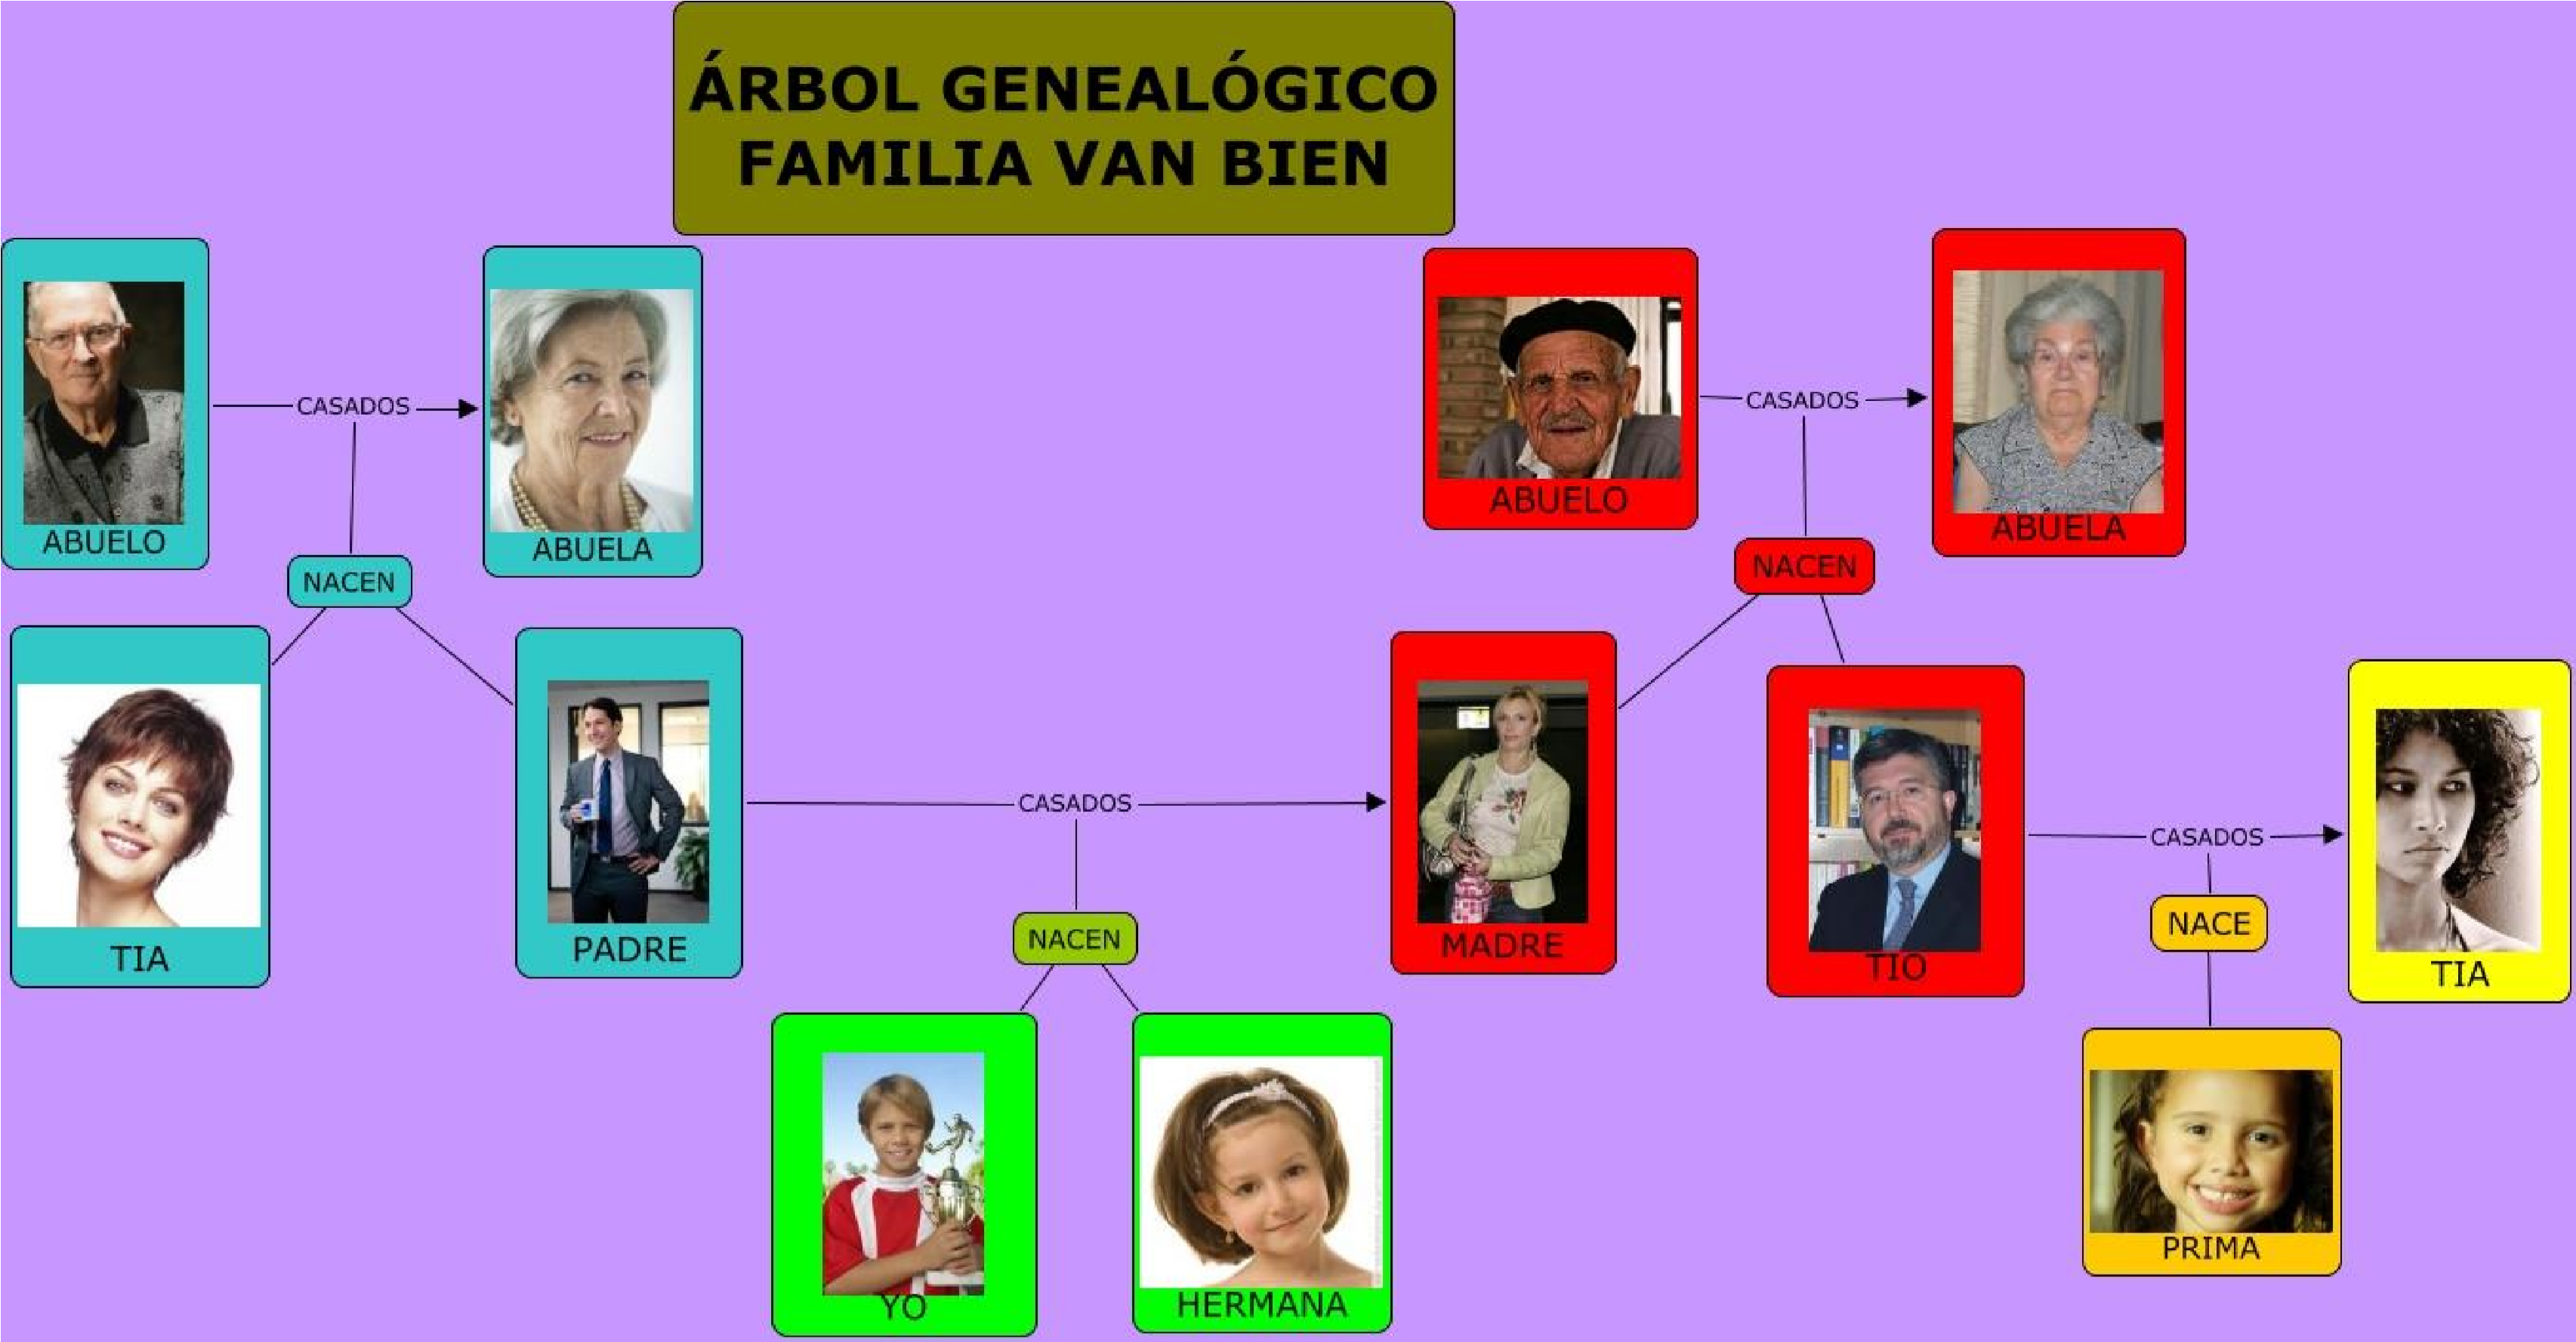 ÁRBOL GENEALÓGICO
FAMILIA VAN BIEN
ABUELO
CASADOS
ABUELA
NACEN
TIA
PADRE
ABUELO
CASADOS
ABUELA
NACEN
CASADOS
MADRE
TIO
CASADOS
TIA
NACEN
NACE
YO
HERMANA
PRIMA